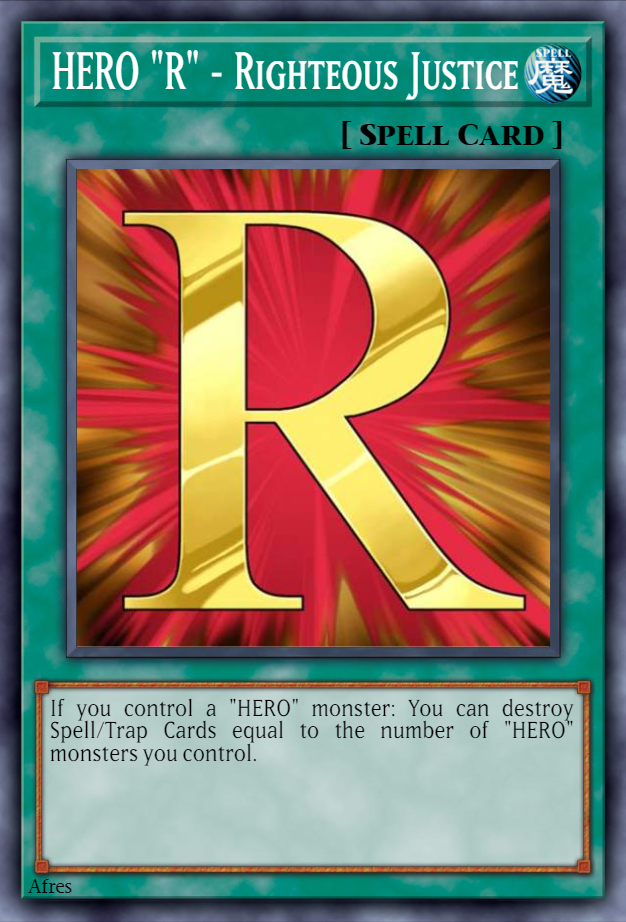 HERO "R" - Righteous Justice
SPELL
魔
[ Spell Card ]
R
If you control a "HERO" monster: You can destroy
Spell/Trap Cards equal to the number of "HERO"
monsters you control.
Afres